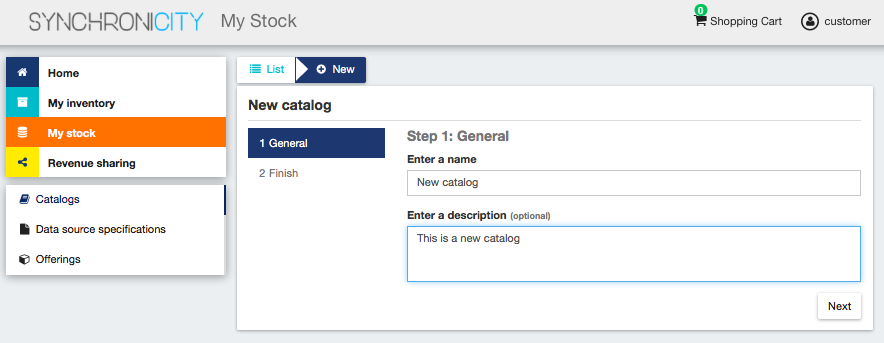 SYNCHRONICITY My Stock
0
Shopping Cart customer
Home
My inventory
My stock
Revenue sharing
Catalogs
Data source specifications
Offerings
List New
New catalog
1 General
2 Finish
Step 1: General
Enter a name
New catalog
Enter a description (optional)
This is a new catalog
Next